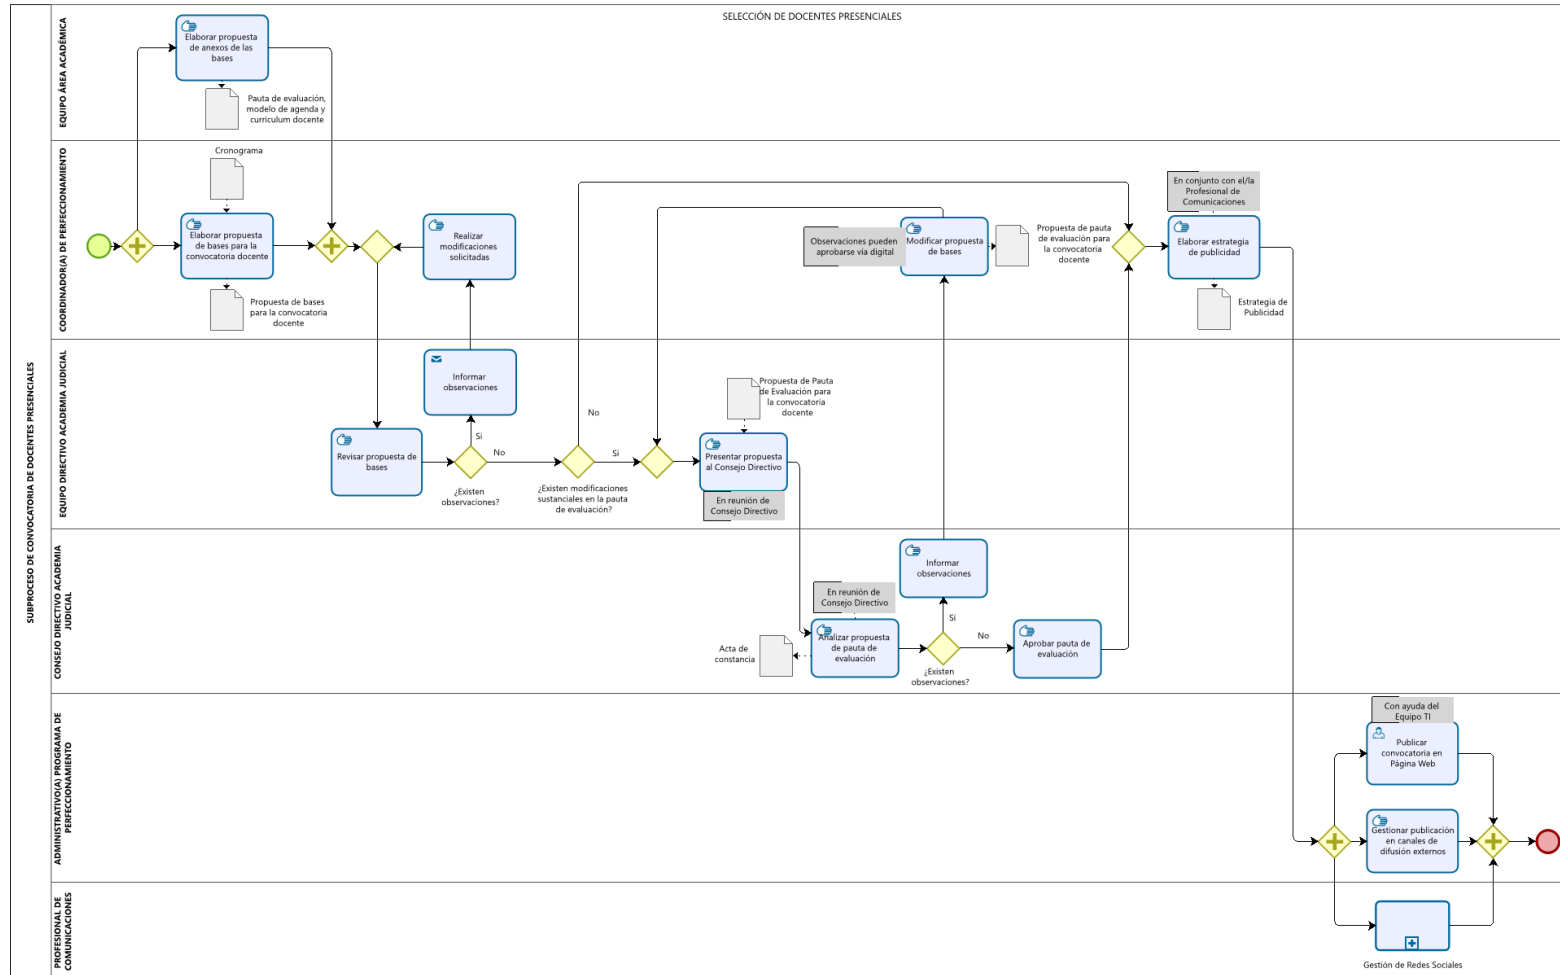 SELECCIÓN DE DOCENTES PRESENCIALES
SUBPROCESO DE CONVOCATORIA DE DOCENTES PRESENCIALES
EQUIPO ÁREA ACADÉMICA
Elaborar propuesta
de anexos de las
bases
Pauta de evaluación,
modelo de agenda y
curriculum docente
COORDINADOR(A) DE PERFECCIONAMIENTO
Cronograma
Elaborar propuesta
de bases para la
convocatoria docente
Propuesta de bases
para la convocatoria
docente
Realizar
modificaciones
solicitadas
Observaciones pueden
aprobarse via digital
Modificar propuesta
de bases
Propuesta de pauta
de evaluación para
la convocatoria
docente
En conjunto con el/la
Profesional de
Comunicaciones
Elaborar estrategia
de publicidad
Estrategia de
Publicidad
EQUIPO DIRECTIVO ACADEMIA JUDICIAL
Informar
observaciones
Revisar propuesta de
bases
Si
No
¿Existen
observaciones?
No
Si
¿Existen modificaciones
sustanciales en la pauta
de evaluación?
Propuesta de Pauta
de Evaluación para
la convocatoria
docente
Presentar propuesta
al Consejo Directivo
En reunión de
Consejo Directivo
CONSEJO DIRECTIVO ACADEMIA
JUDICIAL
Informar
observaciones
En reunión de
Consejo Directivo
Acta de
constancia
Analizar propuesta
de pauta de
evaluación
Si
No
¿Existen
observaciones?
Aprobar pauta de
evaluación
ADMINISTRATIVO(A) PROGRAMA DE
PERFECCIONAMIENTO
Con ayuda del
Equipo TI
Publicar
convocatoria en
Página Web
Gestionar publicación
en canales de
difusión externos
PROFESIONAL DE
COMUNICACIONES
Gestión de Redes Sociales